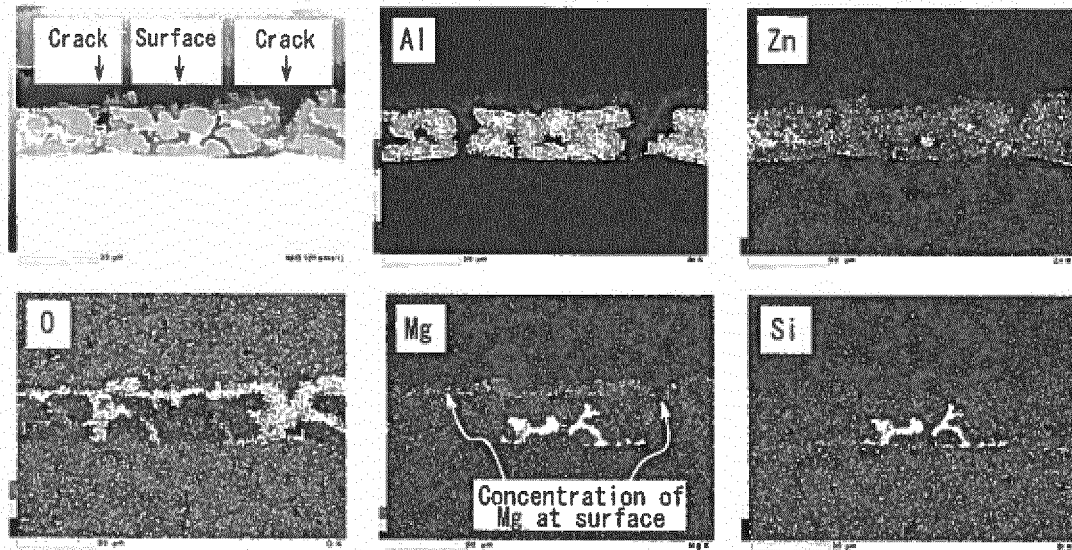 Crack Surface Crack
Al
Zn
O
Mg
Si
Concentration of
Mg at surface